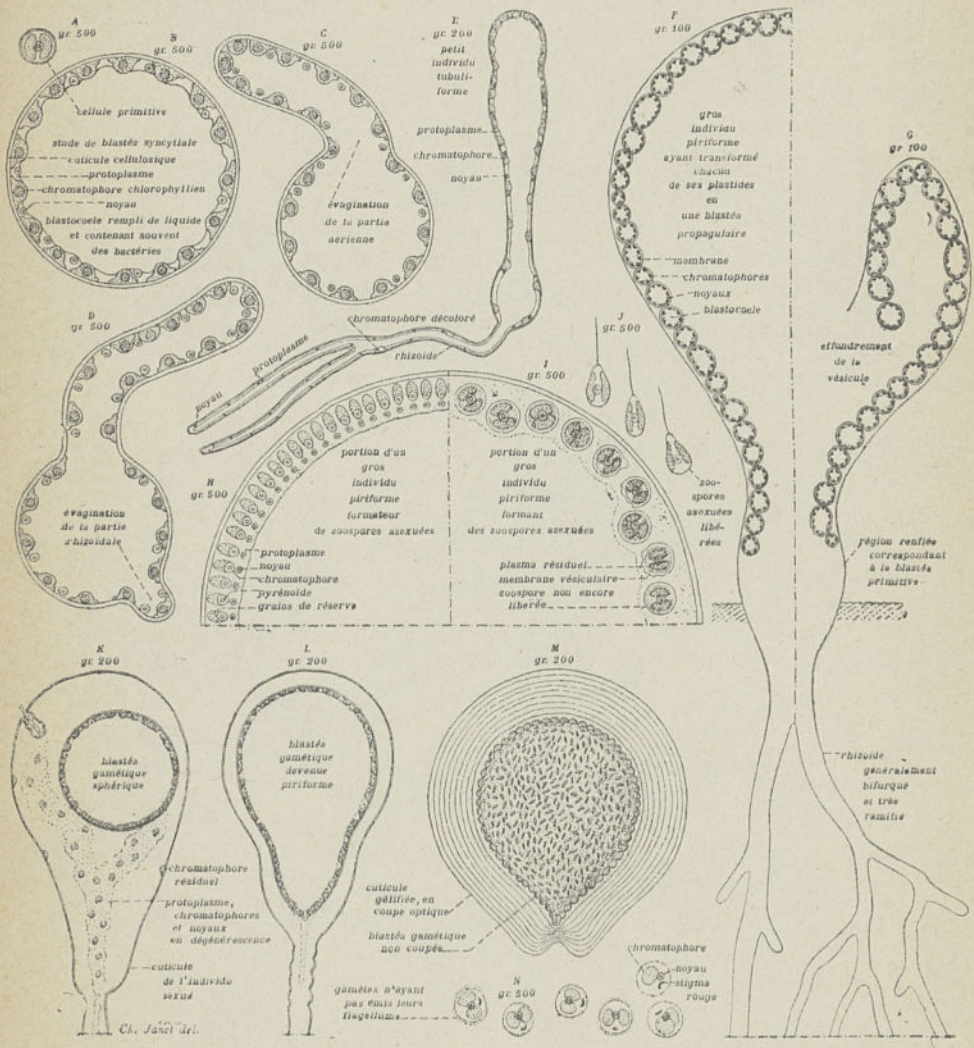 A
gr. 500
B
gr. 500
cellule primitive
stade de blastéa syncytiale
cuticule cellulosique
protoplasme
chromatophore chlorophyllien
noyau
blastocoele rempli de liquide
et contenant souvent
des bactéries
C
gr. 500
évagination
de la partie
aérienne
D
gr. 500
évagination
de la partie
rhizoidale
E
gr. 200
petit
individu
tubuli-
forme
protoplasme
chromatophore
noyau
chromatophore décoloré
protoplasme
rhizoide
noyau
F
gr. 100
gros
individu
piriforme
ayant transformé
chacun
de ses plastides
en
une blastéa
propagulaire
membrane
chromatophores
noyaux
blastocoele
G
gr 100
effondrement
de la
vésicule
région renflée
correspondant
à la blastéa
primitive
rhizoide
généralement
bifurqué
et très
ramifié
H
gr. 500
portion d'un
gros
individu
piriforme
formateur
de zoospores asexuées
protoplasme
noyau
chromatophore
pyrénoide
grains de réserve
I
gr. 500
portion d'un
gros
individu
piriforme
formant
des zoospores asexuées
plasma résiduel
membrane vésiculaire
zoospore non encore
liberée
J
gr. 500
zoo-
spores
asexuées
libé-
rées
K
gr. 200
blastéa
gamétique
sphérique
chromatophore
résiduel
protoplasme,
chromatophores
et noyaux
en dégénérescence
cuticule
de l'individu
sexué
L
gr. 200
blastéa
gamétique
devenue
piriforme
M
gr. 200
cuticule
gélifiée, en
coupe optique
blastéa gamétique
non coupée
N
gr. 500
gamètes n'ayant
pas émis leurs
flagellums
chromatophore
noyau
stigma
rouge
Ch. Janet del.